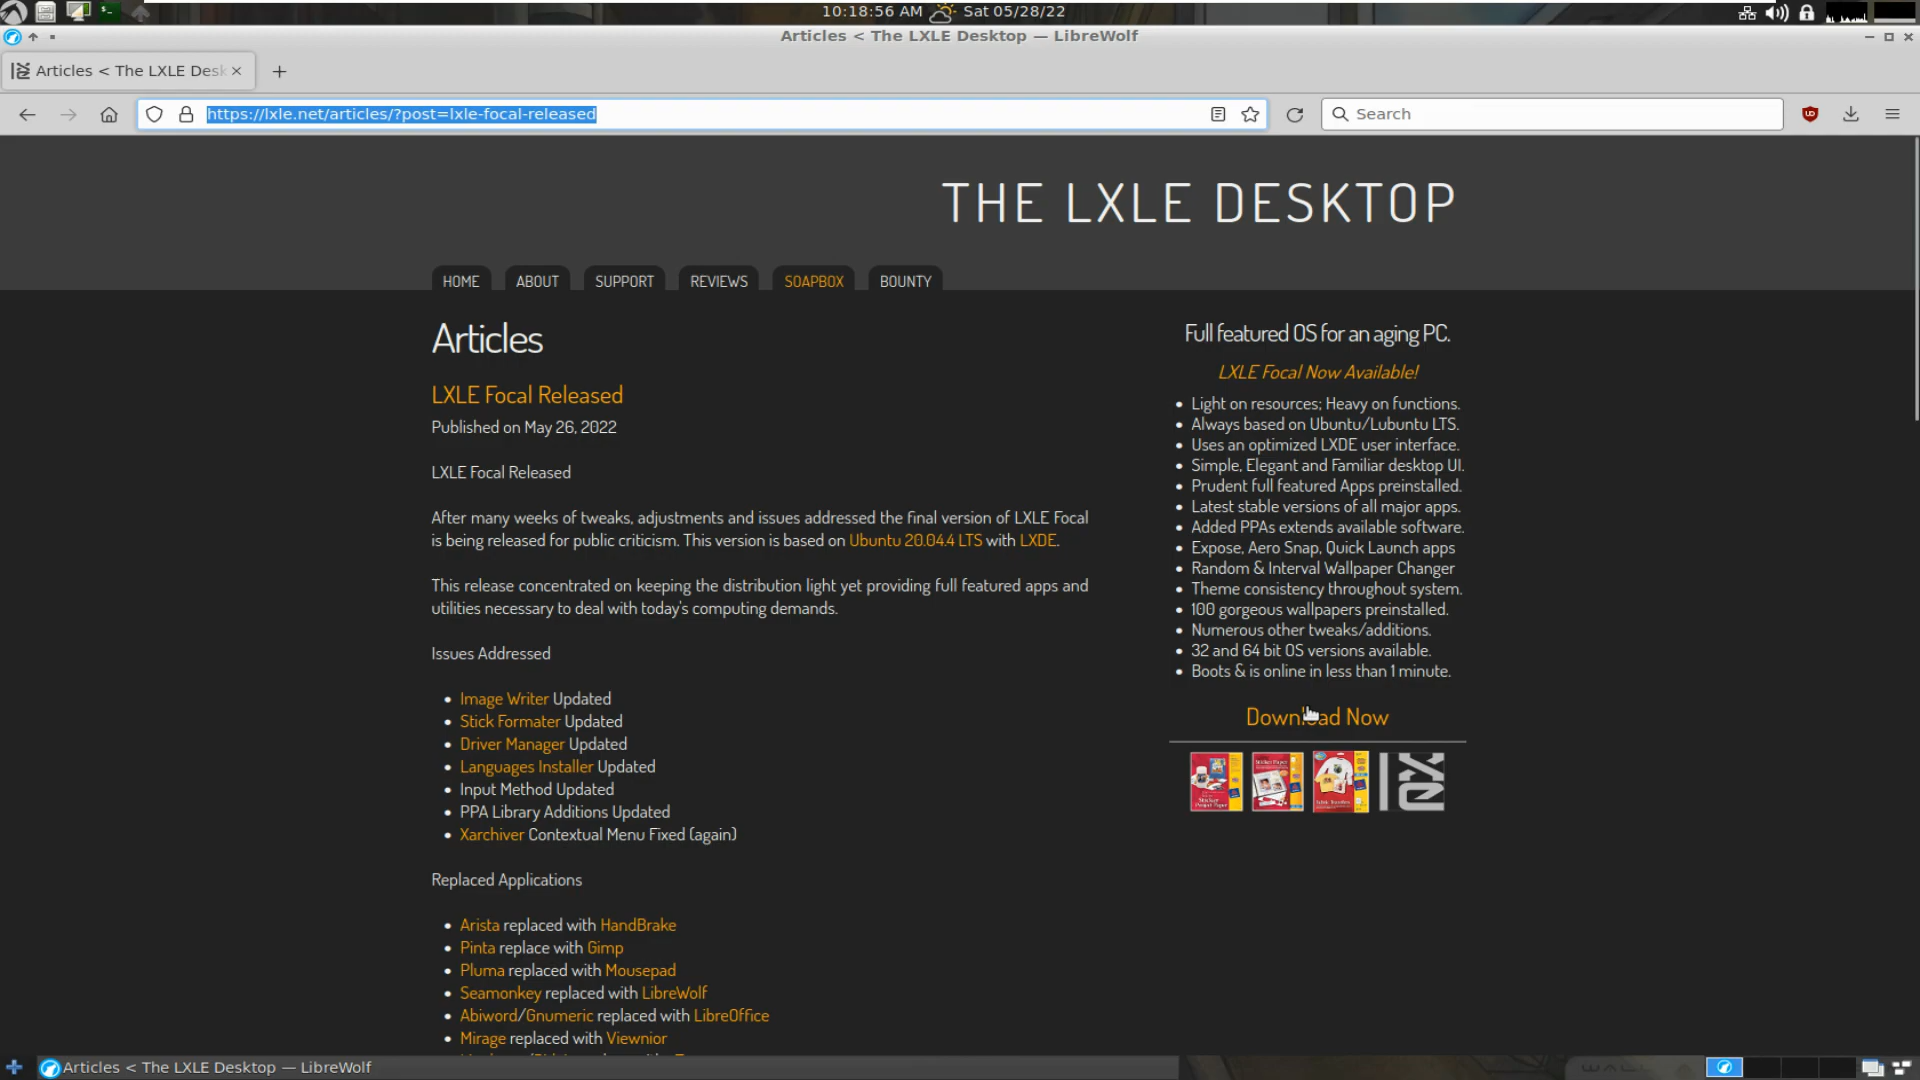 10:18:56 AM Sat 05/28/22
Articles < The LXLE Desktop — LibreWolf
Articles < The LXLE Desk
https://lxle.net/articles/?post=lxle-focal-released
Search
THE LXLE DESKTOP
HOME ABOUT SUPPORT REVIEWS SOAPBOX BOUNTY
Articles
LXLE Focal Released
Published on May 26, 2022
LXLE Focal Released
After many weeks of tweaks, adjustments and issues addressed the final version of LXLE Focal
is being released for public criticism. This version is based on Ubuntu 20.04.4 LTS with LXDE.
This release concentrated on keeping the distribution light yet providing full featured apps and
utilities necessary to deal with today's computing demands.
Issues Addressed
Image Writer Updated
Stick Formater Updated
Driver Manager Updated
Languages Installer Updated
Input Method Updated
PPA Library Additions Updated
Xarchiver Contextual Menu Fixed (again)
Replaced Applications
Arista replaced with HandBrake
Pinta replace with Gimp
Pluma replaced with Mousepad
Seamonkey replaced with LibreWolf
Abiword/Gnumeric replaced with LibreOffice
Mirage replaced with Viewnior
Full featured OS for an aging PC.
LXLE Focal Now Available!
Light on resources; Heavy on functions.
Always based on Ubuntu/Lubuntu LTS.
Uses an optimized LXDE user interface.
Simple, Elegant and Familiar desktop UI.
Prudent full featured Apps preinstalled.
Latest stable versions of all major apps.
Added PPAs extends available software.
Expose, Aero Snap, Quick Launch apps
Random & Interval Wallpaper Changer
Theme consistency throughout system.
100 gorgeous wallpapers preinstalled.
Numerous other tweaks/additions.
32 and 64 bit OS versions available.
Boots & is online in less than 1 minute.
Download Now
Articles < The LXLE Desktop — LibreWolf